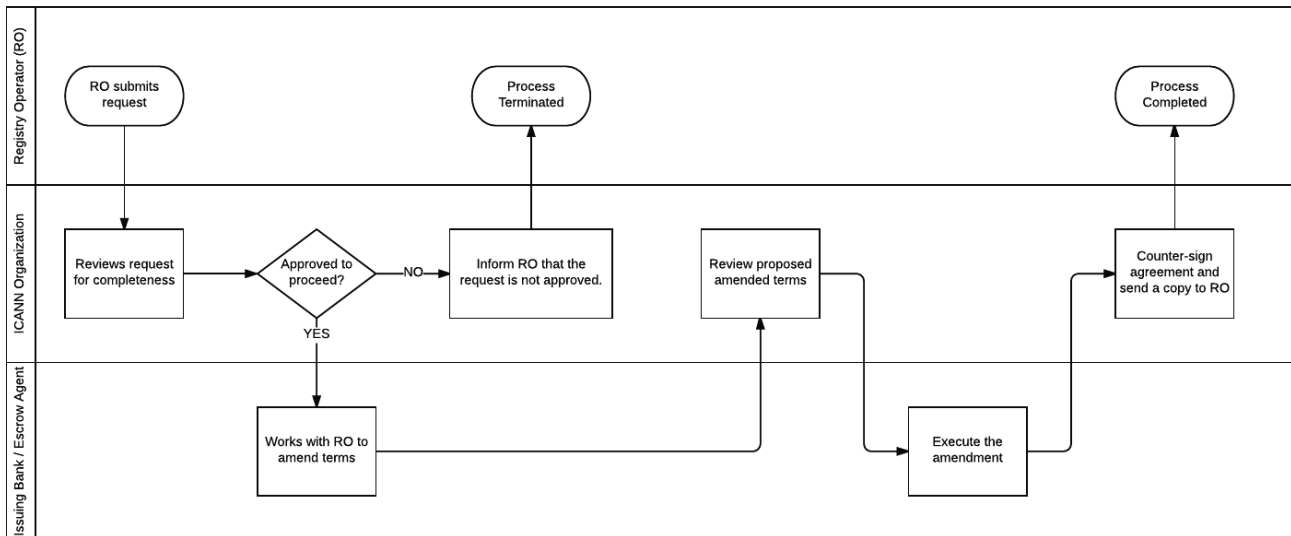 Registry Operator (RO)
RO submits
request
Process
Terminated
Process
Completed
ICANN Organization
Reviews request
for completeness
Approved to
proceed?
NO
YES
Inform RO that the
request is not approved.
Review proposed
amended terms
Counter-sign
agreement and
send a copy to RO
Issuing Bank / Escrow Agent
Works with RO to
amend terms
Execute the
amendment